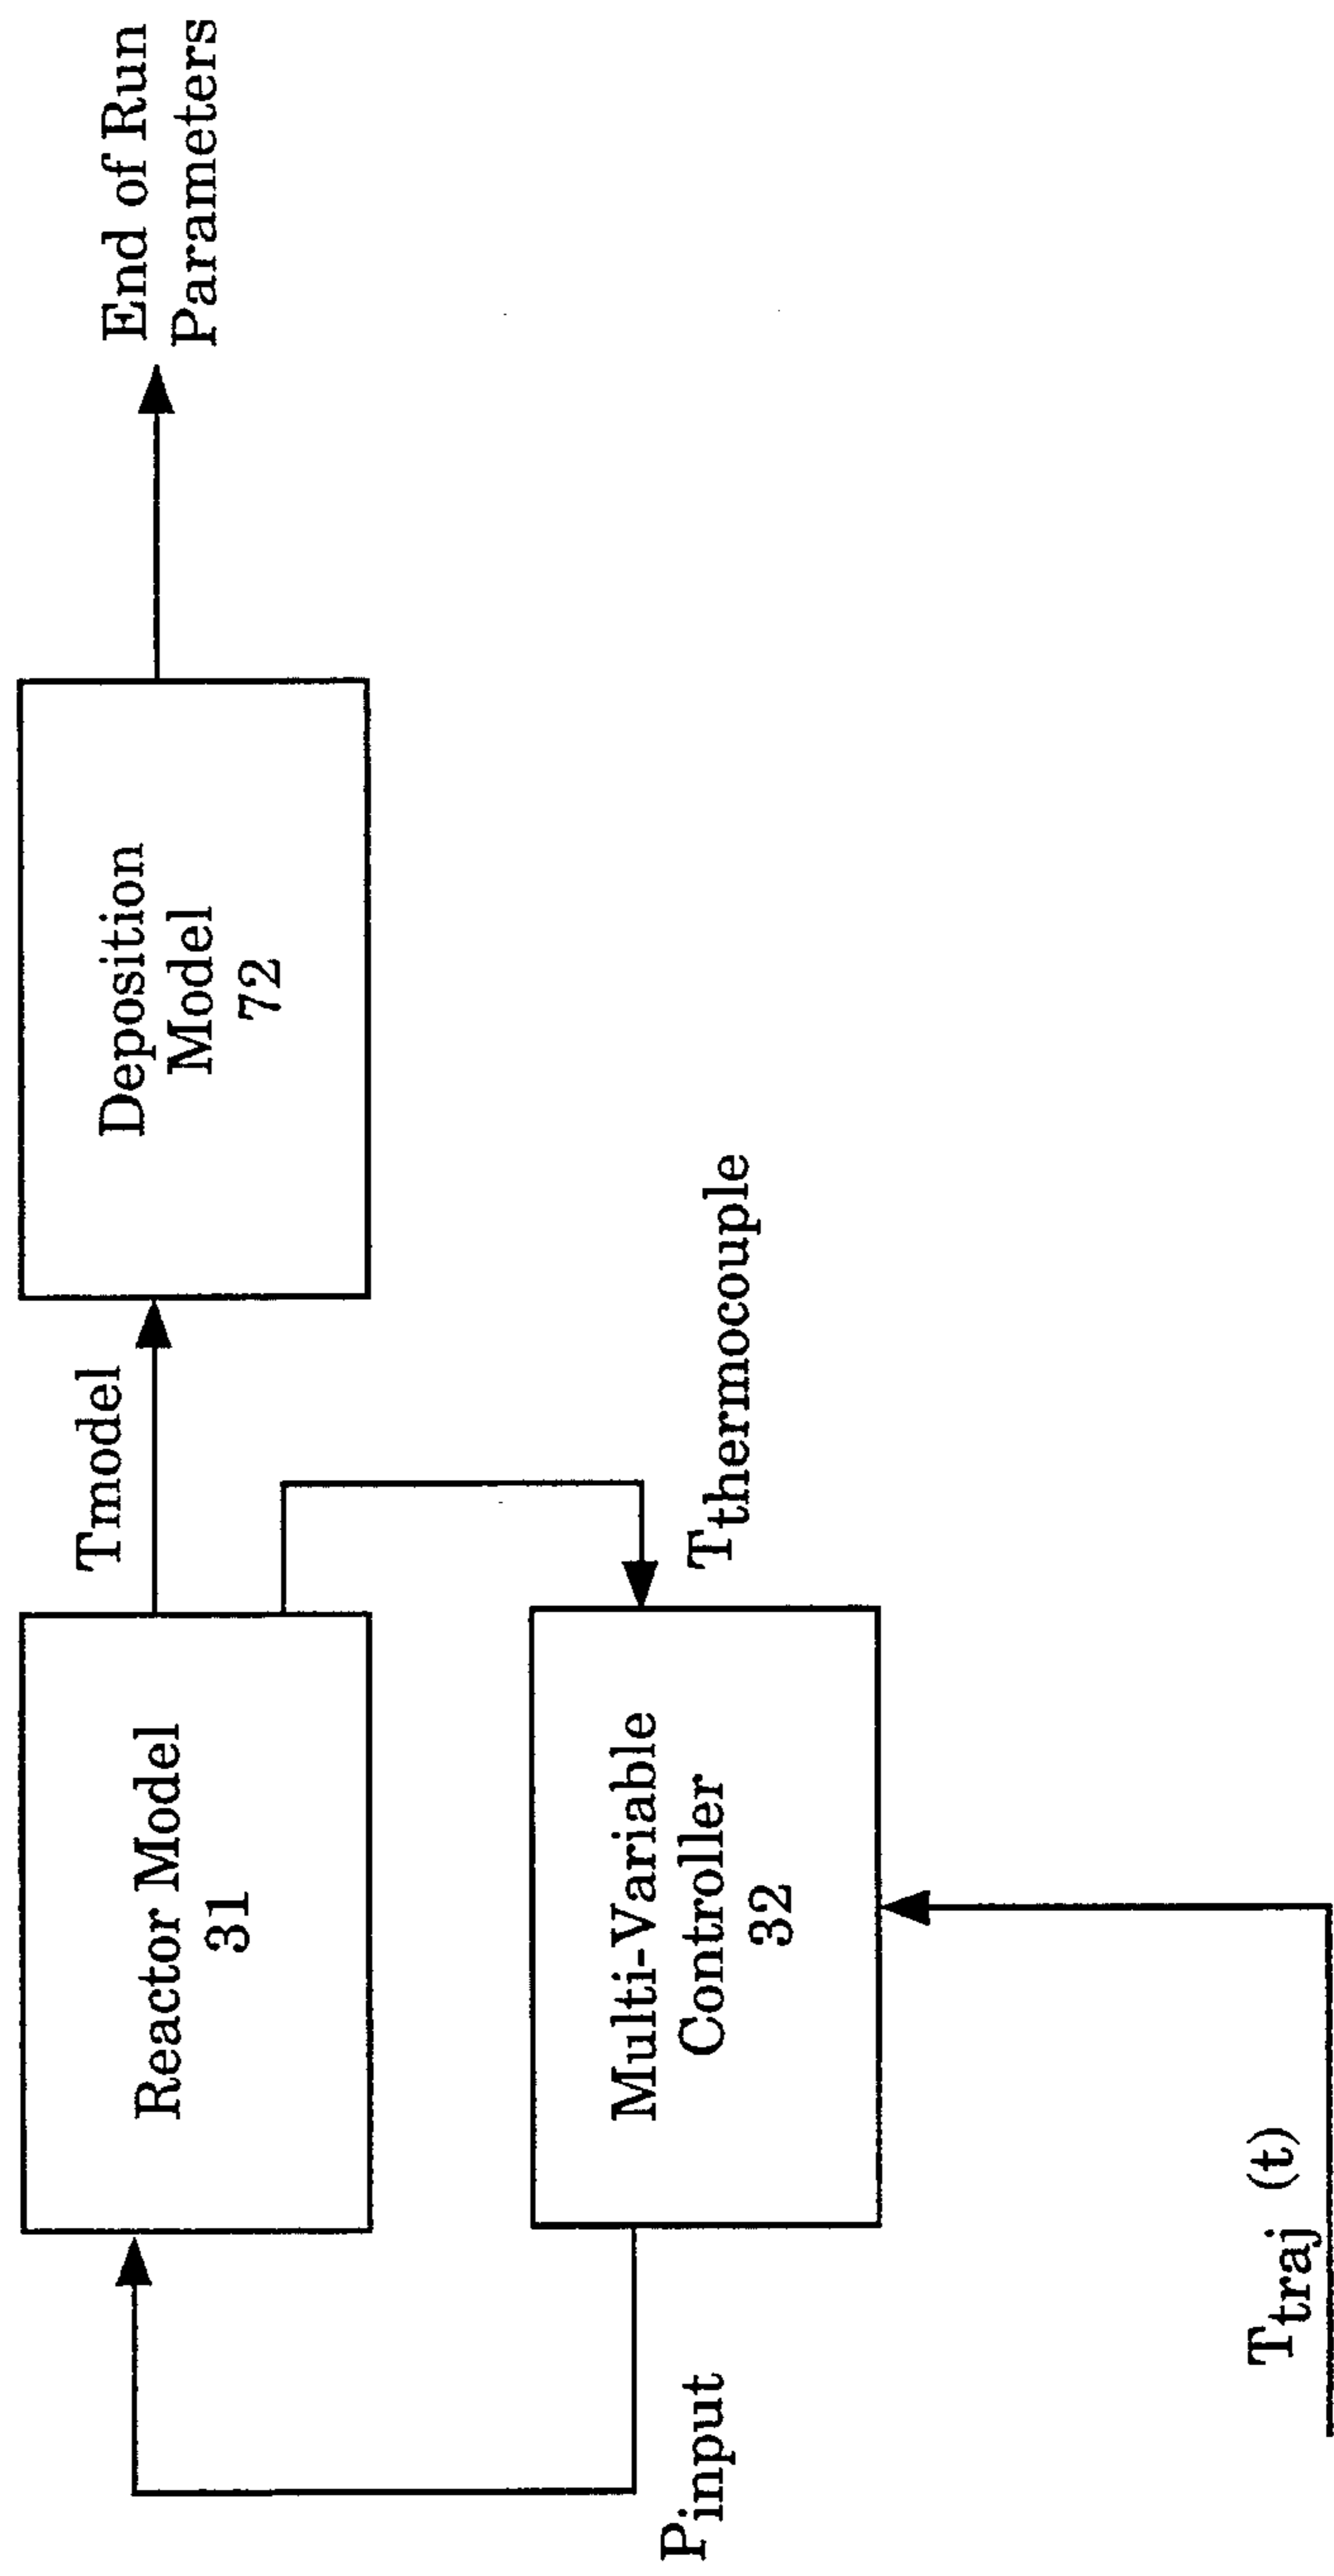 Reactor Model
31
Tmodel
Deposition
Model
72
End of Run
Parameters
Pinput
Multi-Variable
Controller
32
Tthermocouple
Ttraj (t)